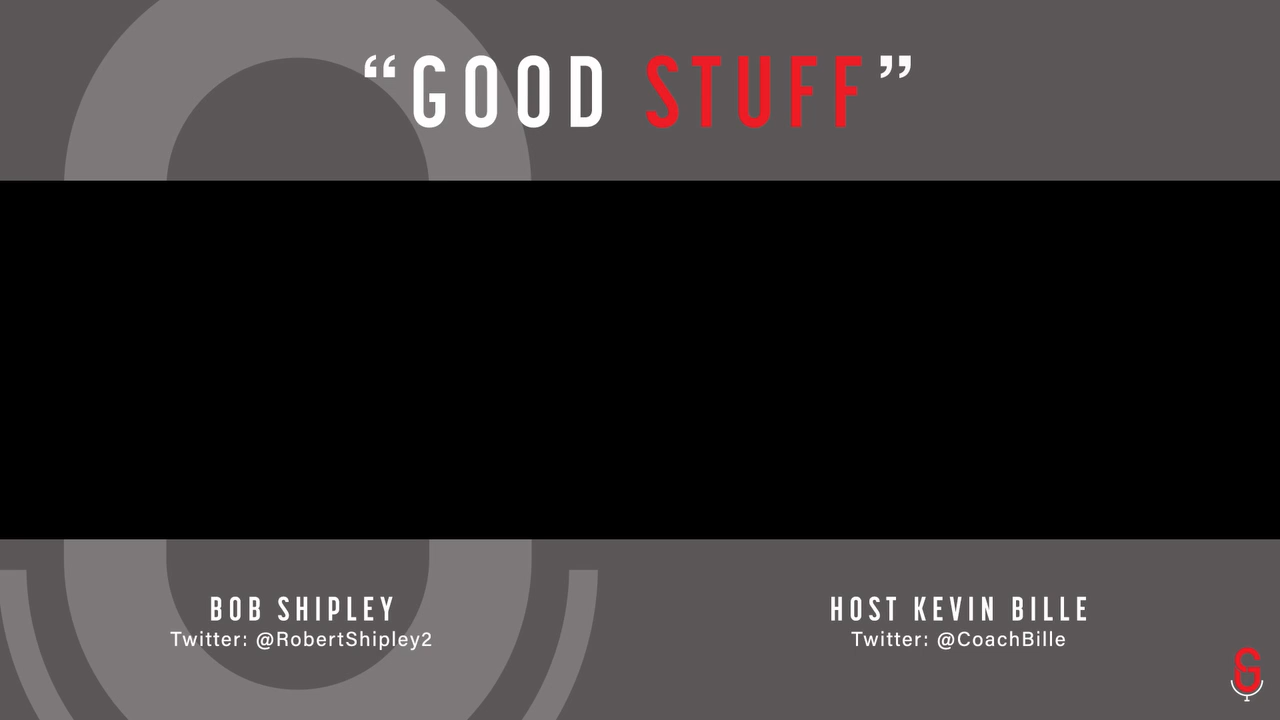 “GOOD STUFF”
BOB SHIPLEY
Twitter: @RobertShipley2
HOST KEVIN BILLE
Twitter: @CoachBille